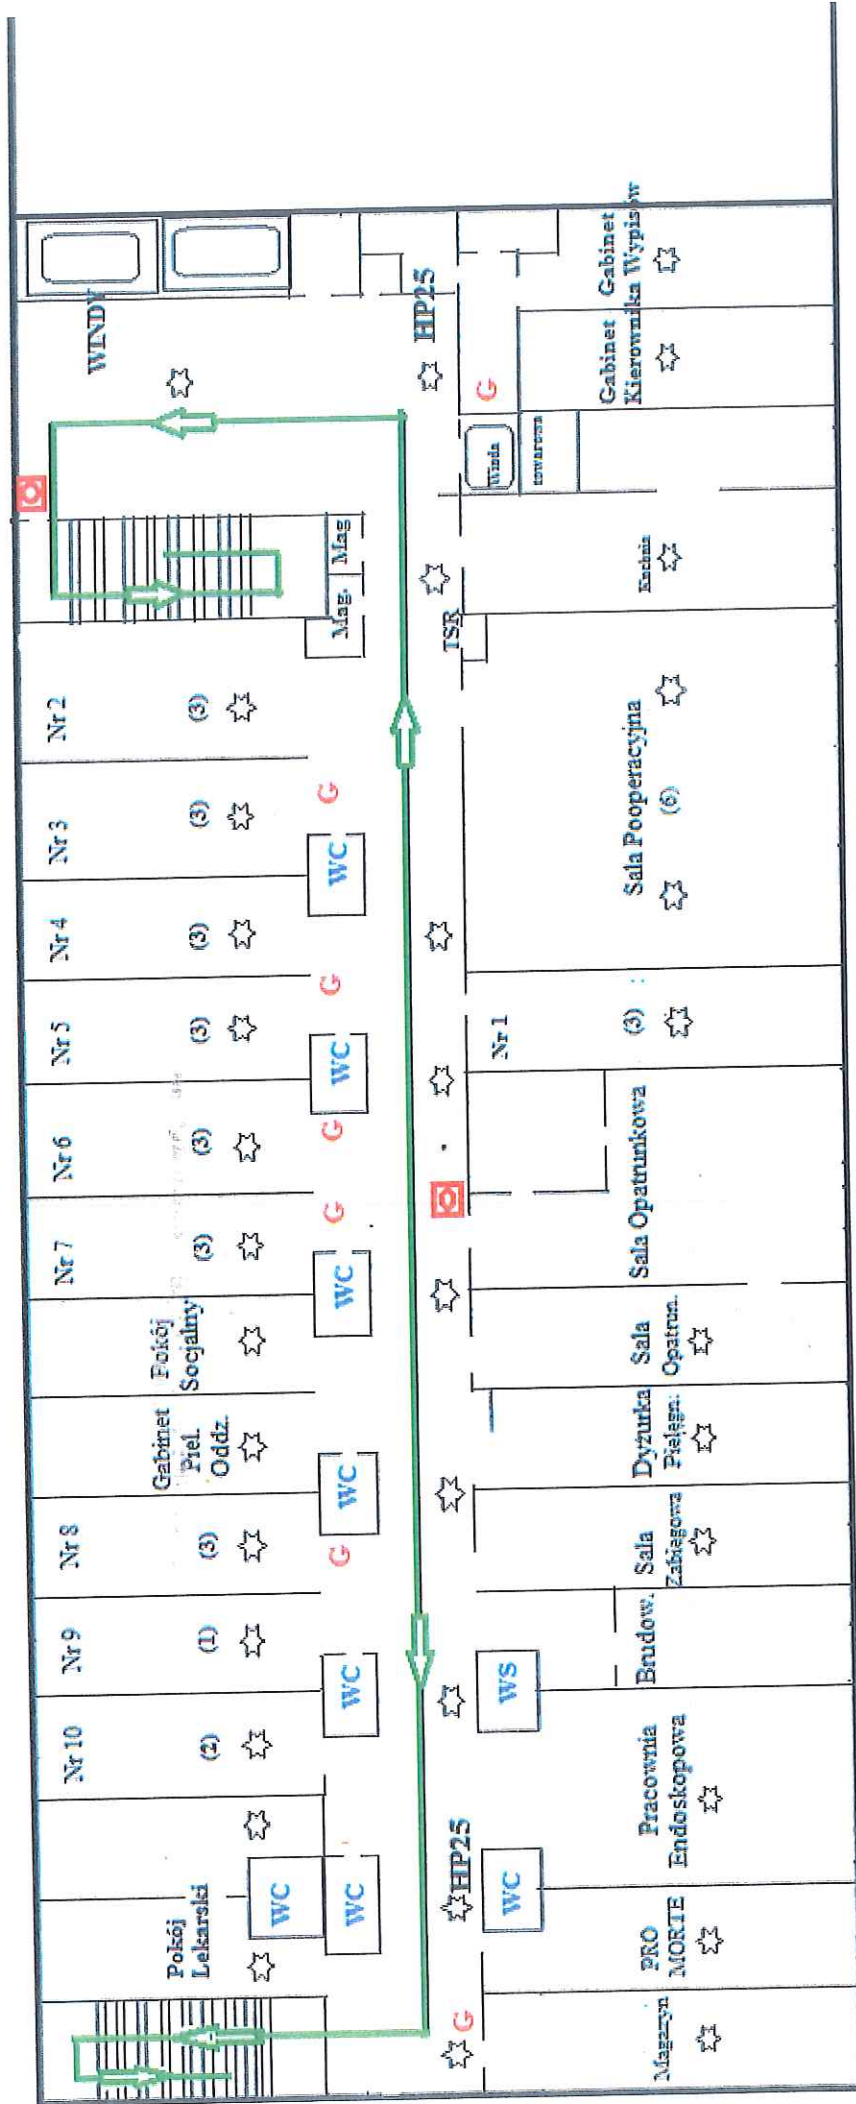 WINDY
HP25
G
Gabinet
Wypisów
Gabinet
Kierownika
Winda
towarowa
Kuchnia
Mag.
Mag
TSR
Nr 2
(3)
Nr 3
(3)
G
WC
Nr 4
(3)
G
Nr 5
(3)
WC
Nr 6
(3)
G
Nr 7
(3)
G
WC
Pokój
Socjalny
Gabinet
Piel.
Oddz.
WC
Nr 8
(3)
G
Nr 9
(1)
WC
Nr 10
(2)
WC
WC
Pokój
Lekarski
G
HP25
Sala Pooperacyjna
(6)
Nr 1
(3)
Sala Opatrunkowa
Sala
Opatrun.
Dyżurka
Pielęgn.
Sala
Zabiegowa
Brudow.
WS
Pracownia
Endoskopowa
WC
PRO
MORTE
Magazyn